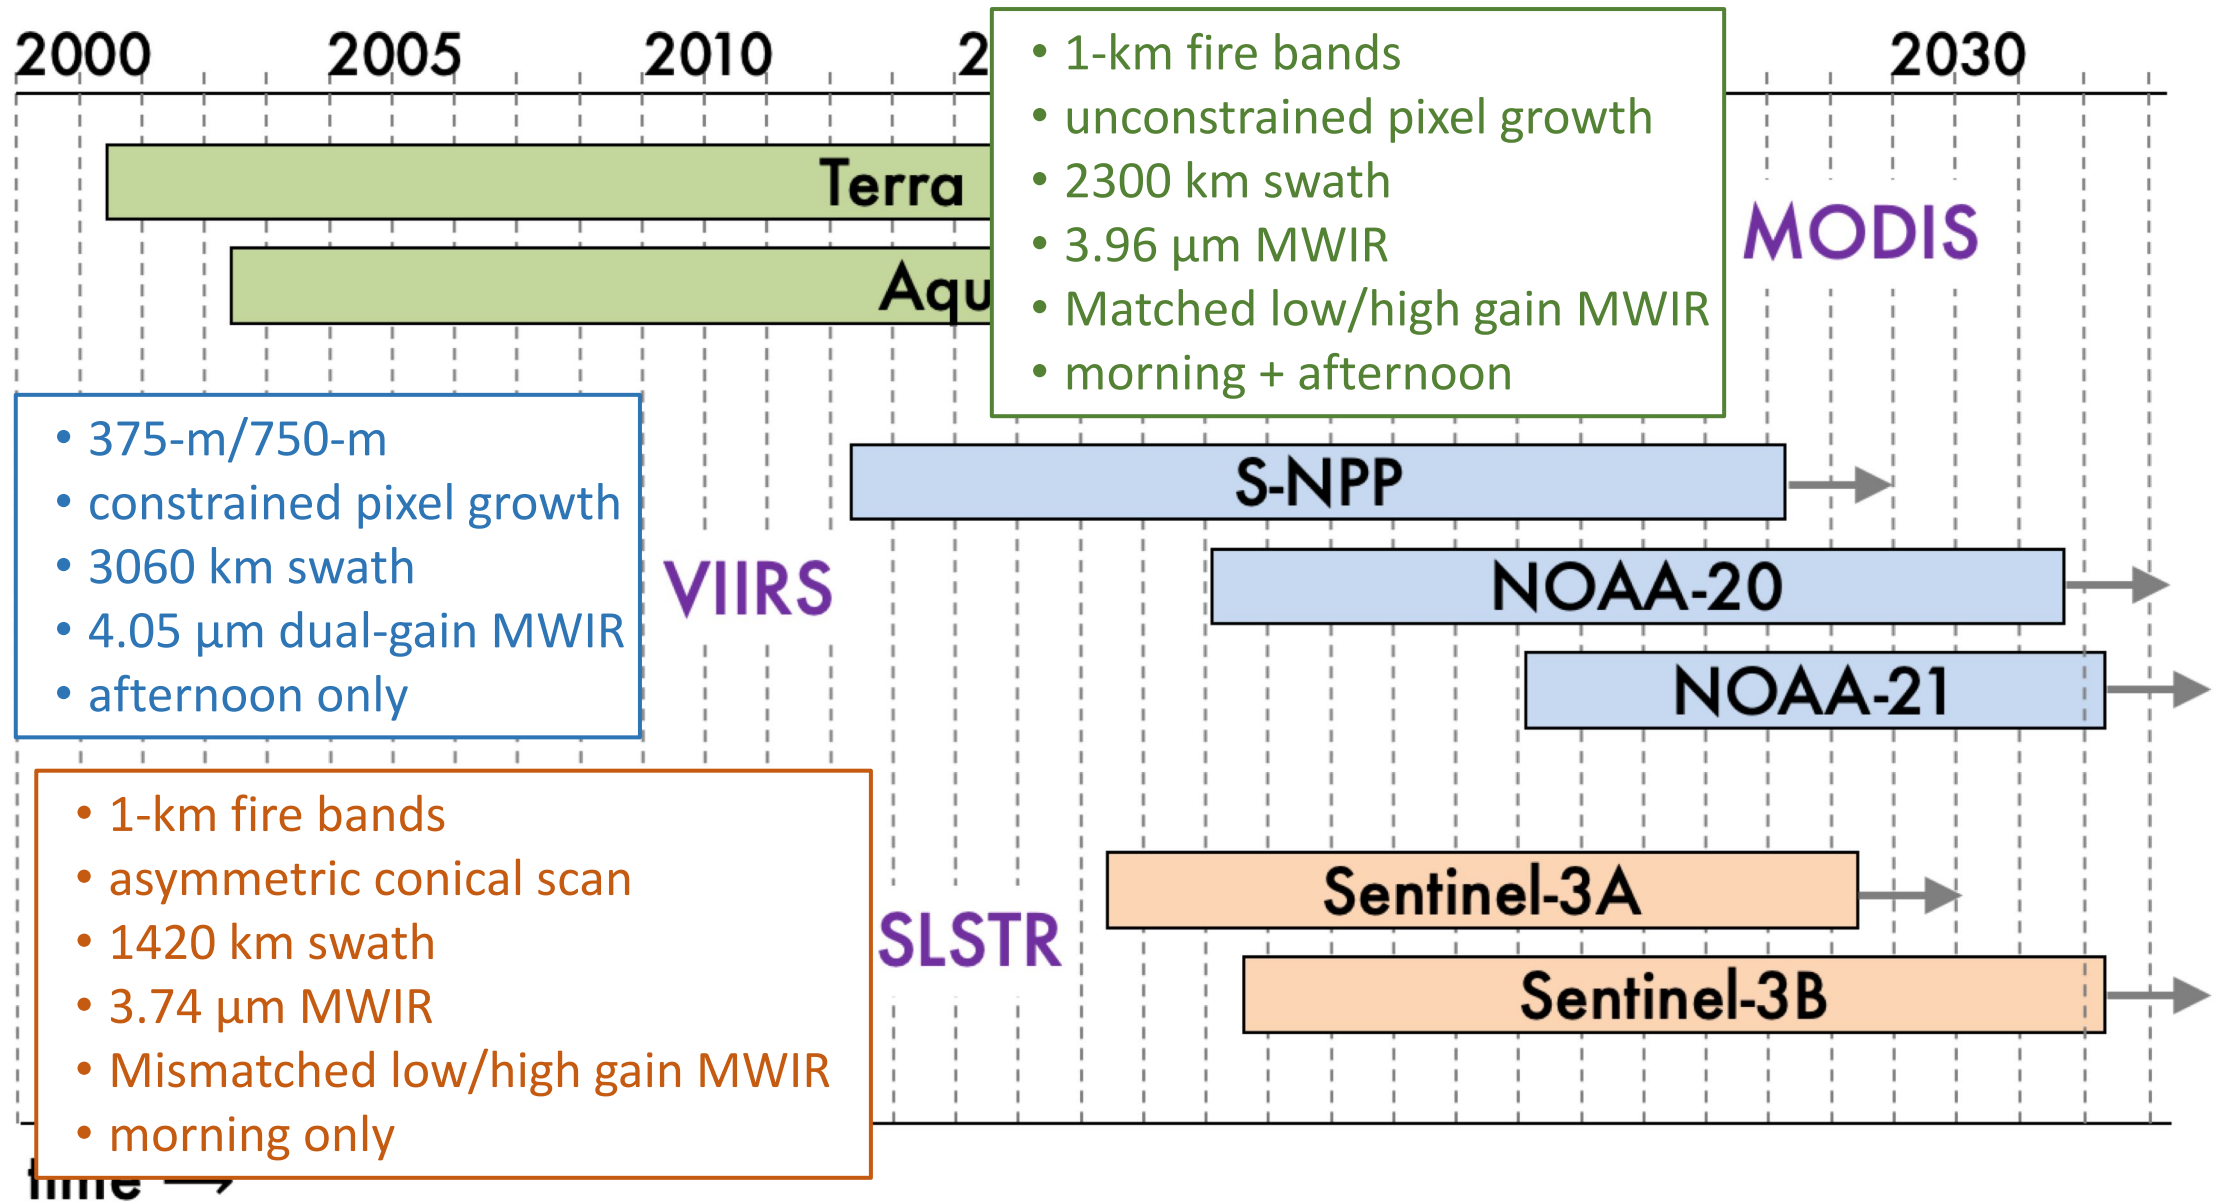 2000 2005 2010 2 2030
• 1-km fire bands
• unconstrained pixel growth
• 2300 km swath
• 3.96 µm MWIR
• Matched low/high gain MWIR
• morning + afternoon
Terra
Aqu
MODIS
• 375-m/750-m
• constrained pixel growth
• 3060 km swath
• 4.05 µm dual-gain MWIR
• afternoon only
VIIRS
S-NPP
NOAA-20
NOAA-21
• 1-km fire bands
• asymmetric conical scan
• 1420 km swath
• 3.74 µm MWIR
• Mismatched low/high gain MWIR
• morning only
SLSTR
Sentinel-3A
Sentinel-3B
time →